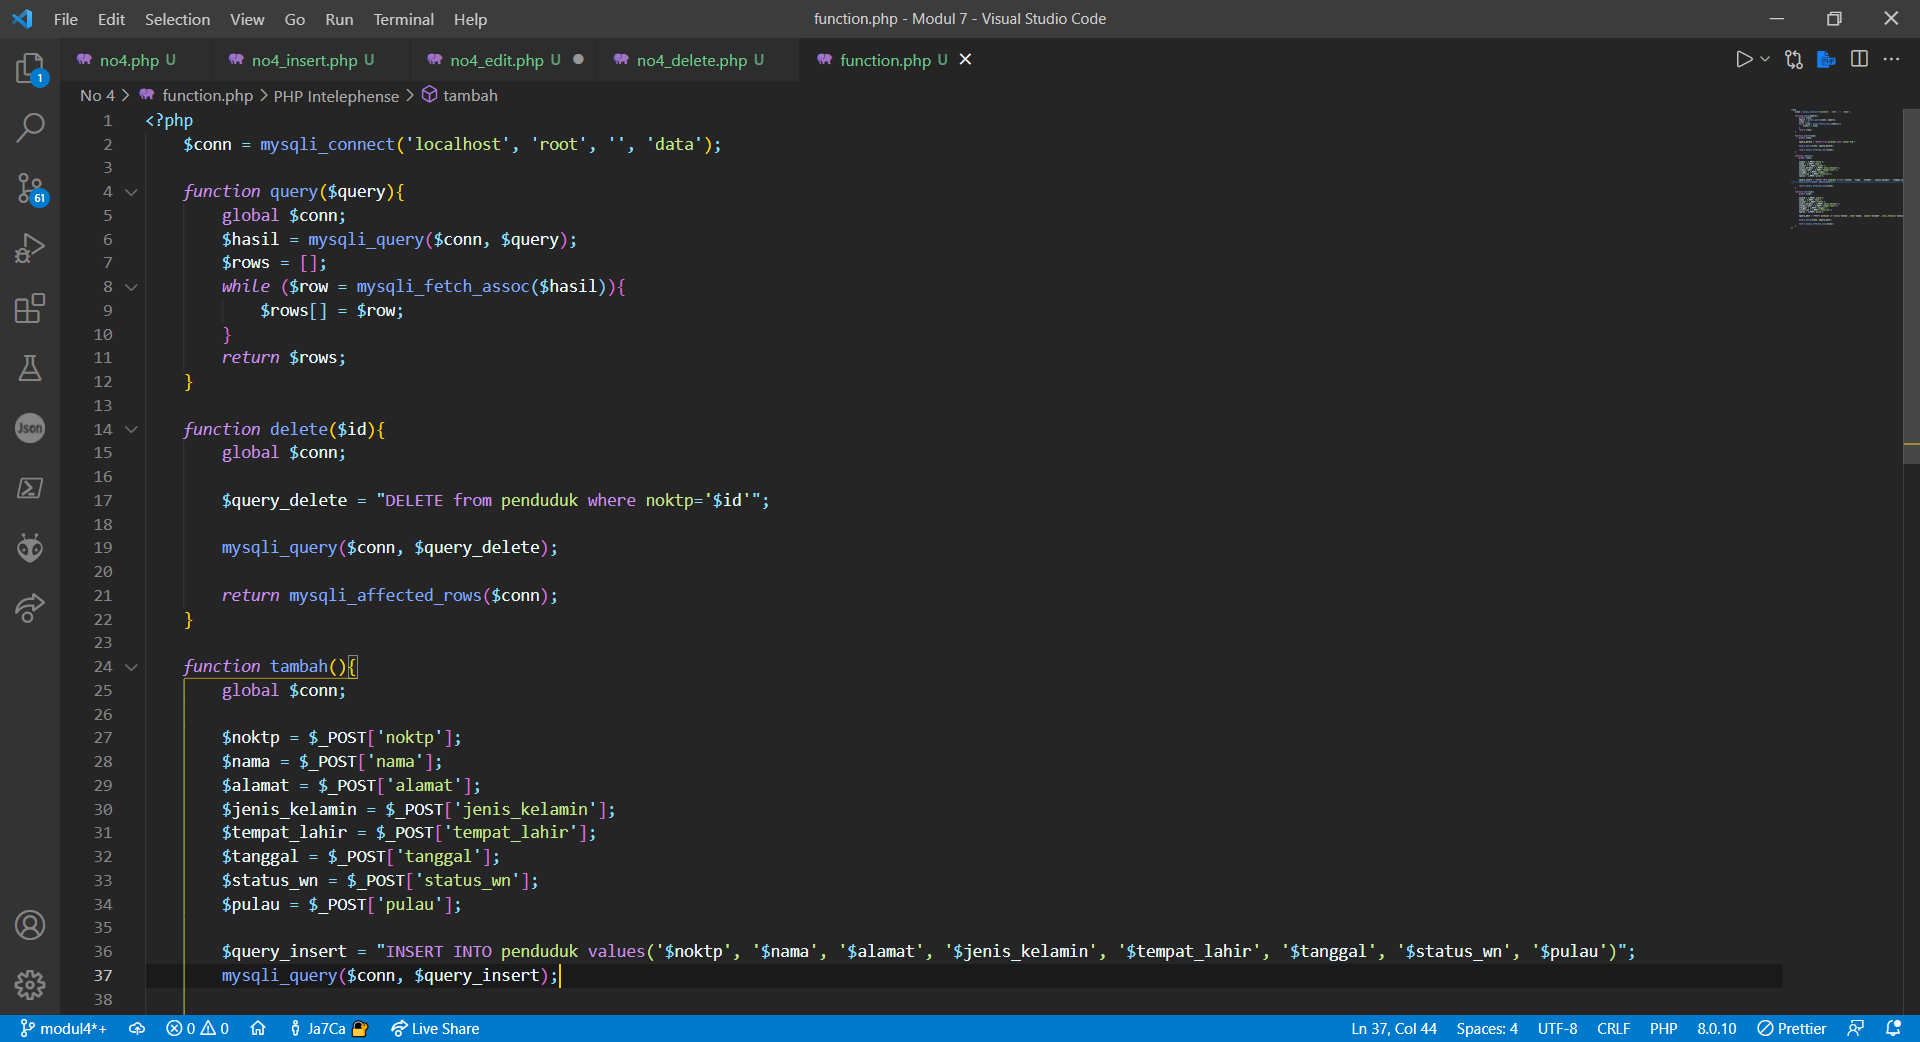 File Edit Selection View Go Run Terminal Help
function.php - Modul 7 - Visual Studio Code
no4.php U
no4_insert.php U
no4_edit.php U
no4_delete.php U
function.php U
No 4 > function.php > PHP Intelephense > tambah
1 <?php
2 $conn = mysqli_connect('localhost', 'root', '', 'data');
3
4 function query($query){
5 global $conn;
6 $hasil = mysqli_query($conn, $query);
7 $rows = [];
8 while ($row = mysqli_fetch_assoc($hasil)){
9 $rows[] = $row;
10 }
11 return $rows;
12 }
13
14 function delete($id){
15 global $conn;
16
17 $query_delete = "DELETE from penduduk where noktp='$id'";
18
19 mysqli_query($conn, $query_delete);
20
21 return mysqli_affected_rows($conn);
22 }
23
24 function tambah(){
25 global $conn;
26
27 $noktp = $_POST['noktp'];
28 $nama = $_POST['nama'];
29 $alamat = $_POST['alamat'];
30 $jenis_kelamin = $_POST['jenis_kelamin'];
31 $tempat_lahir = $_POST['tempat_lahir'];
32 $tanggal = $_POST['tanggal'];
33 $status_wn = $_POST['status_wn'];
34 $pulau = $_POST['pulau'];
35
36 $query_insert = "INSERT INTO penduduk values('$noktp', '$nama', '$alamat', '$jenis_kelamin', '$tempat_lahir', '$tanggal', '$status_wn', '$pulau')";
37 mysqli_query($conn, $query_insert);
38
1
61
Json
PHP
modul4*+ 0 0 Ja7Ca Live Share
Ln 37, Col 44 Spaces: 4 UTF-8 CRLF PHP 8.0.10 Prettier